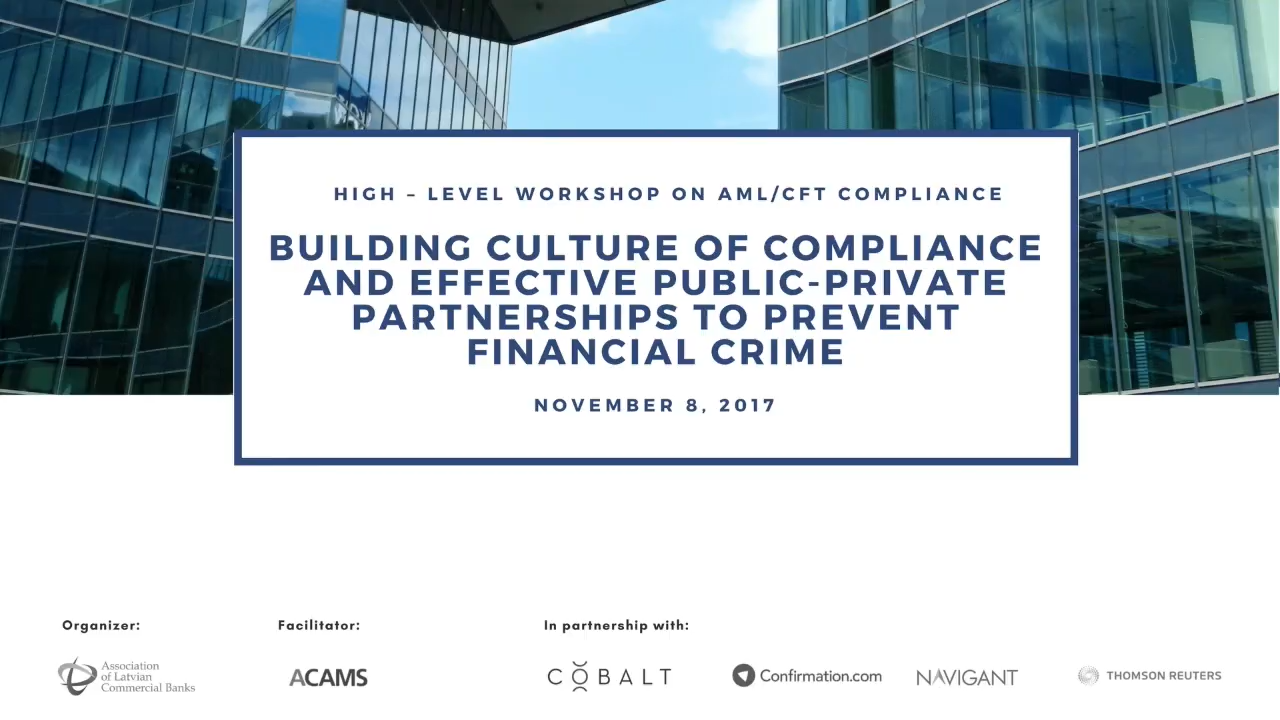 HIGH – LEVEL WORKSHOP ON AML/CFT COMPLIANCE
BUILDING CULTURE OF COMPLIANCE
AND EFFECTIVE PUBLIC-PRIVATE
PARTNERSHIPS TO PREVENT
FINANCIAL CRIME
NOVEMBER 8, 2017
Organizer:
Facilitator:
In partnership with:
Association
of Latvian
Commercial Banks
ACAMS
COBALT
Confirmation.com
NAVIGANT
THOMSON REUTERS